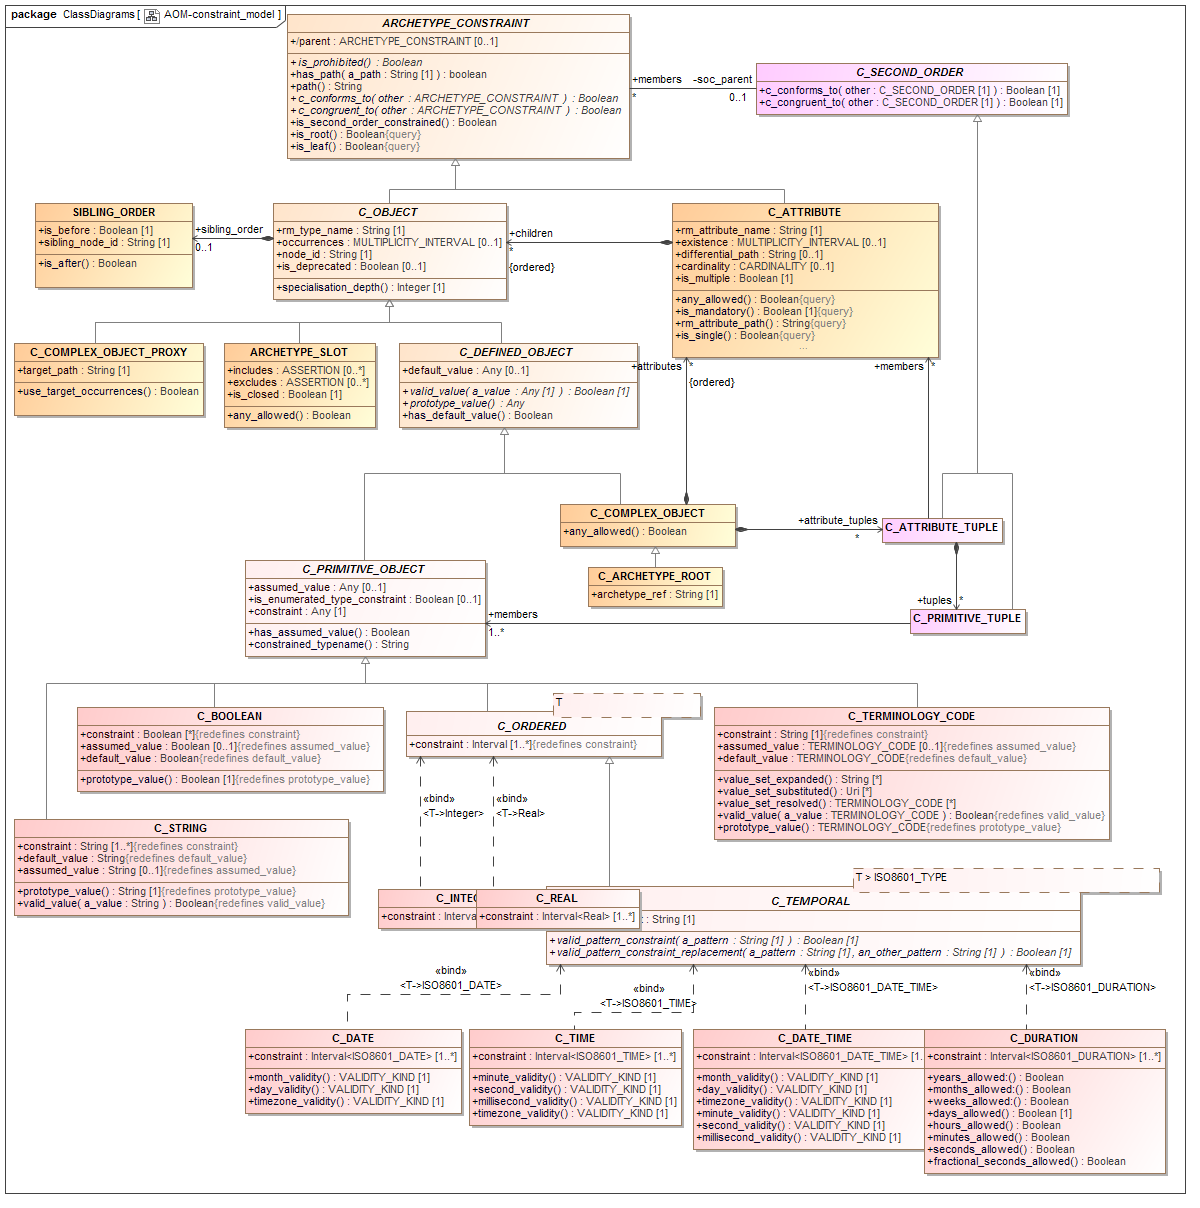 package ClassDiagrams [ AOM-constraint_model ]
ARCHETYPE_CONSTRAINT
+/parent : ARCHETYPE_CONSTRAINT [0..1]
+is_prohibited() : Boolean
+has_path( a_path : String [1] ) : boolean
+path() : String
+c_conforms_to( other : ARCHETYPE_CONSTRAINT ) : Boolean
+c_congruent_to( other : ARCHETYPE_CONSTRAINT ) : Boolean
+is_second_order_constrained() : Boolean
+is_root() : Boolean{query}
+is_leaf() : Boolean{query}
+members
*
-soc_parent
0..1
C_SECOND_ORDER
+c_conforms_to( other : C_SECOND_ORDER [1] ) : Boolean [1]
+c_congruent_to( other : C_SECOND_ORDER [1] ) : Boolean [1]
SIBLING_ORDER
+is_before : Boolean [1]
+sibling_node_id : String [1]
+is_after() : Boolean
+sibling_order
0..1
C_OBJECT
+rm_type_name : String [1]
+occurrences : MULTIPLICITY_INTERVAL [0..1]
+node_id : String [1]
+is_deprecated : Boolean [0..1]
+specialisation_depth() : Integer [1]
+children
*
{ordered}
C_ATTRIBUTE
+rm_attribute_name : String [1]
+existence : MULTIPLICITY_INTERVAL [0..1]
+differential_path : String [0..1]
+cardinality : CARDINALITY [0..1]
+is_multiple : Boolean [1]
+any_allowed() : Boolean{query}
+is_mandatory() : Boolean [1]{query}
+rm_attribute_path() : String{query}
+is_single() : Boolean{query}
...
C_COMPLEX_OBJECT_PROXY
+target_path : String [1]
+use_target_occurrences() : Boolean
ARCHETYPE_SLOT
+includes : ASSERTION [0..*]
+excludes : ASSERTION [0..*]
+is_closed : Boolean [1]
+any_allowed() : Boolean
C_DEFINED_OBJECT
+default_value : Any [0..1]
+valid_value( a_value : Any [1] ) : Boolean [1]
+prototype_value() : Any
+has_default_value() : Boolean
+attributes
*
{ordered}
+members
*
C_COMPLEX_OBJECT
+any_allowed() : Boolean
+attribute_tuples
*
C_ATTRIBUTE_TUPLE
C_ARCHETYPE_ROOT
+archetype_ref : String [1]
+tuples
*
C_PRIMITIVE_TUPLE
C_PRIMITIVE_OBJECT
+assumed_value : Any [0..1]
+is_enumerated_type_constraint : Boolean [0..1]
+constraint : Any [1]
+has_assumed_value() : Boolean
+constrained_typename() : String
+members
1..*
C_BOOLEAN
+constraint : Boolean [*]{redefines constraint}
+assumed_value : Boolean [0..1]{redefines assumed_value}
+default_value : Boolean{redefines default_value}
+prototype_value() : Boolean [1]{redefines prototype_value}
T
C_ORDERED
+constraint : Interval [1..*]{redefines constraint}
C_TERMINOLOGY_CODE
+constraint : String [1]{redefines constraint}
+assumed_value : TERMINOLOGY_CODE [0..1]{redefines assumed_value}
+default_value : TERMINOLOGY_CODE{redefines default_value}
+value_set_expanded() : String [*]
+value_set_substituted() : Uri [*]
+value_set_resolved() : TERMINOLOGY_CODE [*]
+valid_value( a_value : TERMINOLOGY_CODE ) : Boolean{redefines valid_value}
+prototype_value() : TERMINOLOGY_CODE{redefines prototype_value}
«bind»
<T->Integer>
«bind»
<T->Real>
C_STRING
+constraint : String [1..*]{redefines constraint}
+default_value : String{redefines default_value}
+assumed_value : String [0..1]{redefines assumed_value}
+prototype_value() : String [1]{redefines prototype_value}
+valid_value( a_value : String ) : Boolean{redefines valid_value}
C_INTEG
+constraint : Interva
C_REAL
+constraint : Interval<Real> [1..*]
T > ISO8601_TYPE
C_TEMPORAL
: String [1]
+valid_pattern_constraint( a_pattern : String [1] ) : Boolean [1]
+valid_pattern_constraint_replacement( a_pattern : String [1], an_other_pattern : String [1] ) : Boolean [1]
«bind»
<T->ISO8601_DATE>
«bind»
<T->ISO8601_TIME>
«bind»
<T->ISO8601_DATE_TIME>
«bind»
<T->ISO8601_DURATION>
C_DATE
+constraint : Interval<ISO8601_DATE> [1..*]
+month_validity() : VALIDITY_KIND [1]
+day_validity() : VALIDITY_KIND [1]
+timezone_validity() : VALIDITY_KIND [1]
C_TIME
+constraint : Interval<ISO8601_TIME> [1..*]
+minute_validity() : VALIDITY_KIND [1]
+second_validity() : VALIDITY_KIND [1]
+millisecond_validity() : VALIDITY_KIND [1]
+timezone_validity() : VALIDITY_KIND [1]
C_DATE_TIME
+constraint : Interval<ISO8601_DATE_TIME> [1..
+month_validity() : VALIDITY_KIND [1]
+day_validity() : VALIDITY_KIND [1]
+timezone_validity() : VALIDITY_KIND [1]
+minute_validity() : VALIDITY_KIND [1]
+second_validity() : VALIDITY_KIND [1]
+millisecond_validity() : VALIDITY_KIND [1]
C_DURATION
+constraint : Interval<ISO8601_DURATION> [1..*]
+years_allowed:() : Boolean
+months_allowed() : Boolean
+weeks_allowed() : Boolean
+days_allowed() : Boolean [1]
+hours_allowed() : Boolean
+minutes_allowed() : Boolean
+seconds_allowed() : Boolean
+fractional_seconds_allowed() : Boolean